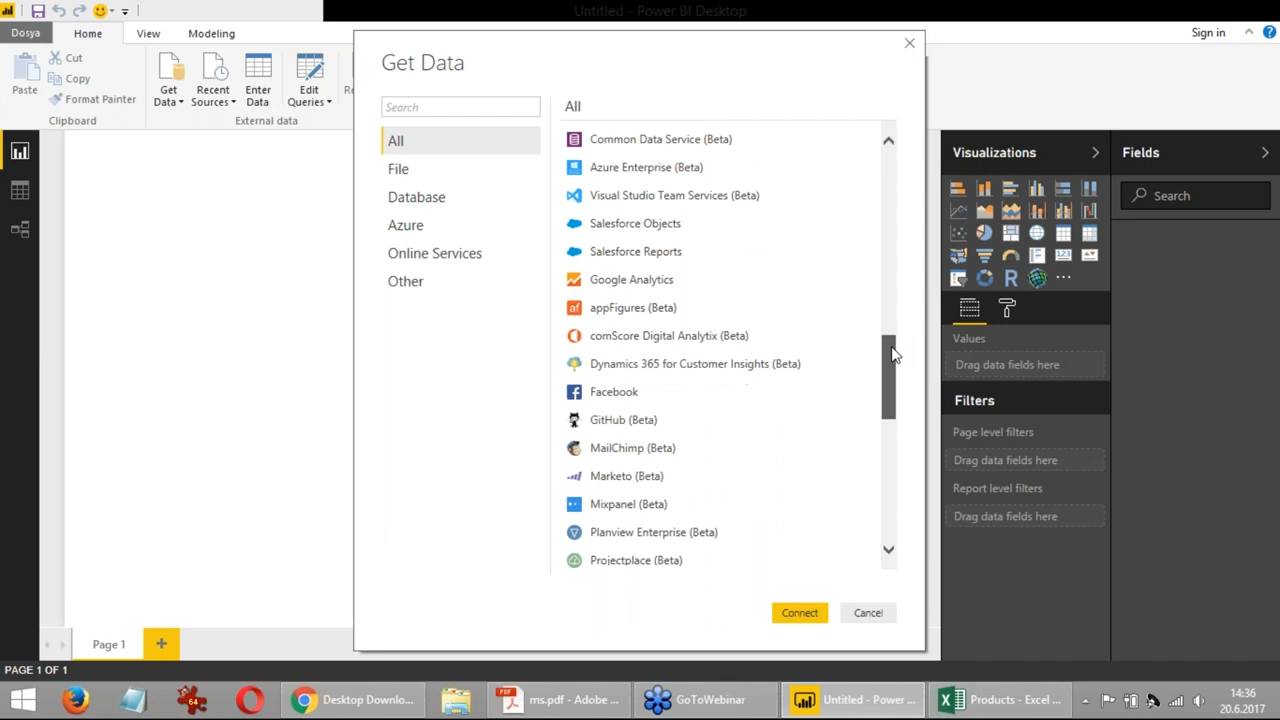 Untitled - Power BI Desktop
Dosya
Home
View
Modeling
Sign in
Paste
Cut
Copy
Format Painter
Clipboard
Get Data
Recent Sources
Enter Data
Edit Queries
External data
Get Data
Search
All
File
Database
Azure
Online Services
Other
All
Common Data Service (Beta)
Azure Enterprise (Beta)
Visual Studio Team Services (Beta)
Salesforce Objects
Salesforce Reports
Google Analytics
appFigures (Beta)
comScore Digital Analytix (Beta)
Dynamics 365 for Customer Insights (Beta)
Facebook
GitHub (Beta)
MailChimp (Beta)
Marketo (Beta)
Mixpanel (Beta)
Planview Enterprise (Beta)
Projectplace (Beta)
Connect
Cancel
Visualizations
Fields
Search
Values
Drag data fields here
Filters
Page level filters
Drag data fields here
Report level filters
Drag data fields here
Page 1
PAGE 1 OF 1
Desktop Downlo...
ms.pdf - Adobe ...
GoToWebinar
Untitled - Power ...
Products - Excel ...
14:36
20.6.2017